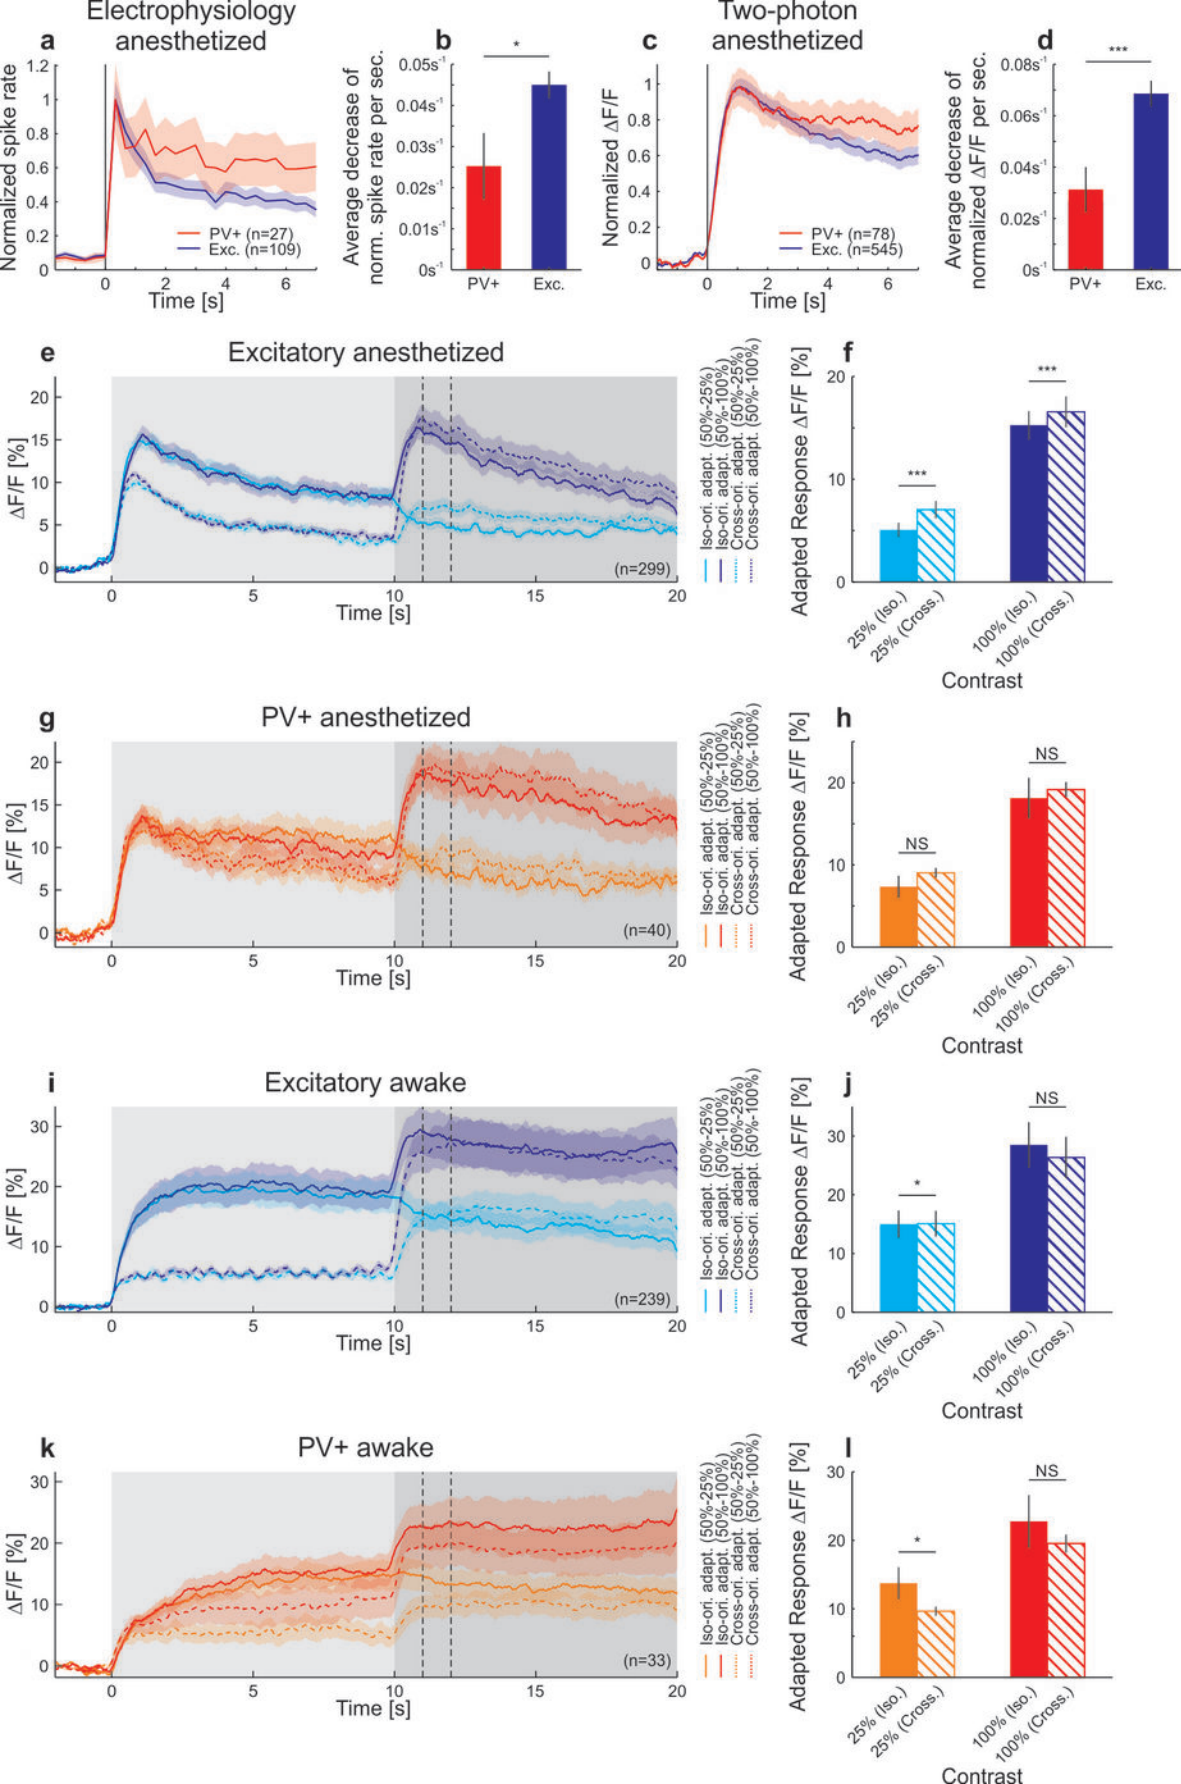 Electrophysiology
anesthetized
Two-photon
anesthetized
a
Normalized spike rate
1.2
1
0.8
0.6
0.4
0.2
0
PV+ (n=27)
Exc. (n=109)
0 2 4 6
Time [s]
b
Average decrease of
norm. spike rate per sec.
*
0.05s⁻¹
0.04s⁻¹
0.03s⁻¹
0.02s⁻¹
0.01s⁻¹
0s⁻¹
PV+ Exc.
c
Normalized ΔF/F
1
0.8
0.6
0.4
0.2
0
PV+ (n=78)
Exc. (n=545)
0 2 4 6
Time [s]
d
Average decrease of
normalized ΔF/F per sec.
***
0.08s⁻¹
0.06s⁻¹
0.04s⁻¹
0.02s⁻¹
0s⁻¹
PV+ Exc.
e
Excitatory anesthetized
ΔF/F [%]
20
15
10
5
0
(n=299)
0 5 10 15 20
Time [s]
Iso-ori. adapt. (50%-25%)
Iso-ori. adapt. (50%-100%)
Cross-ori. adapt. (50%-25%)
Cross-ori. adapt. (50%-100%)
f
Adapted Response ΔF/F [%]
20
10
0
***
***
25% (Iso.)
25% (Cross.)
100% (Iso.)
100% (Cross.)
Contrast
g
PV+ anesthetized
ΔF/F [%]
20
15
10
5
0
(n=40)
0 5 10 15 20
Time [s]
Iso-ori. adapt. (50%-25%)
Iso-ori. adapt. (50%-100%)
Cross-ori. adapt. (50%-25%)
Cross-ori. adapt. (50%-100%)
h
Adapted Response ΔF/F [%]
20
10
0
NS
NS
25% (Iso.)
25% (Cross.)
100% (Iso.)
100% (Cross.)
Contrast
i
Excitatory awake
ΔF/F [%]
30
20
10
0
(n=239)
0 5 10 15 20
Time [s]
Iso-ori. adapt. (50%-25%)
Iso-ori. adapt. (50%-100%)
Cross-ori. adapt. (50%-25%)
Cross-ori. adapt. (50%-100%)
j
Adapted Response ΔF/F [%]
30
20
10
0
*
NS
25% (Iso.)
25% (Cross.)
100% (Iso.)
100% (Cross.)
Contrast
k
PV+ awake
ΔF/F [%]
30
20
10
0
(n=33)
0 5 10 15 20
Time [s]
Iso-ori. adapt. (50%-25%)
Iso-ori. adapt. (50%-100%)
Cross-ori. adapt. (50%-25%)
Cross-ori. adapt. (50%-100%)
l
Adapted Response ΔF/F [%]
30
20
10
0
*
NS
25% (Iso.)
25% (Cross.)
100% (Iso.)
100% (Cross.)
Contrast